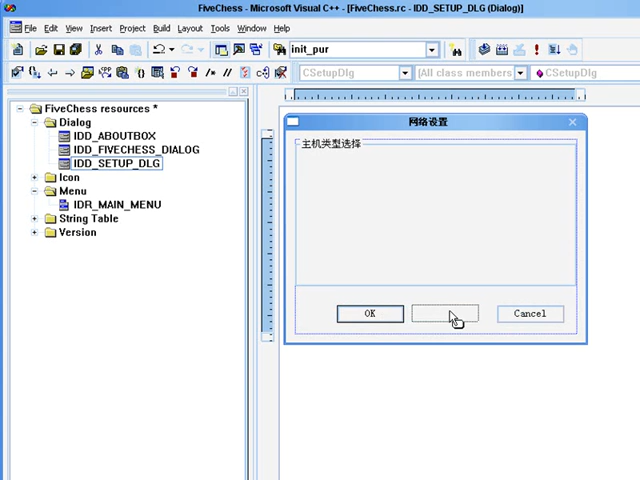 FiveChess - Microsoft Visual C++ - [FiveChess.rc - IDD_SETUP_DLG (Dialog)]
File Edit View Insert Project Build Layout Tools Window Help
init_pur
CSetupDlg [All class members CSetupDlg
FiveChess resources *
Dialog
IDD_ABOUTBOX
IDD_FIVECHESS_DIALOG
IDD_SETUP_DLG
Icon
Menu
IDR_MAIN_MENU
String Table
Version
网络设置
主机类型选择
OK Cancel